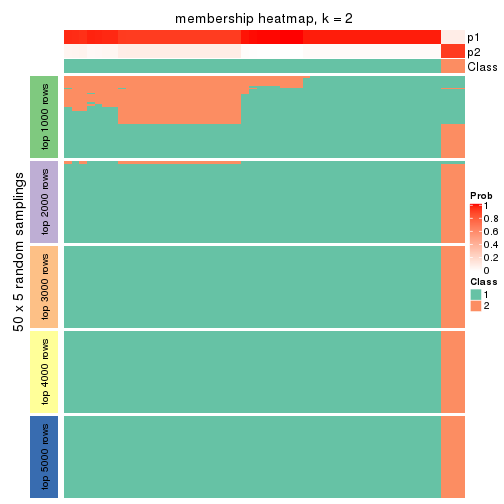 membership heatmap, k = 2
p1
p2
Class
50 x 5 random samplings
top 1000 rows
top 2000 rows
top 3000 rows
top 4000 rows
top 5000 rows
Prob
1
0.8
0.6
0.4
0.2
0
Class
1
2